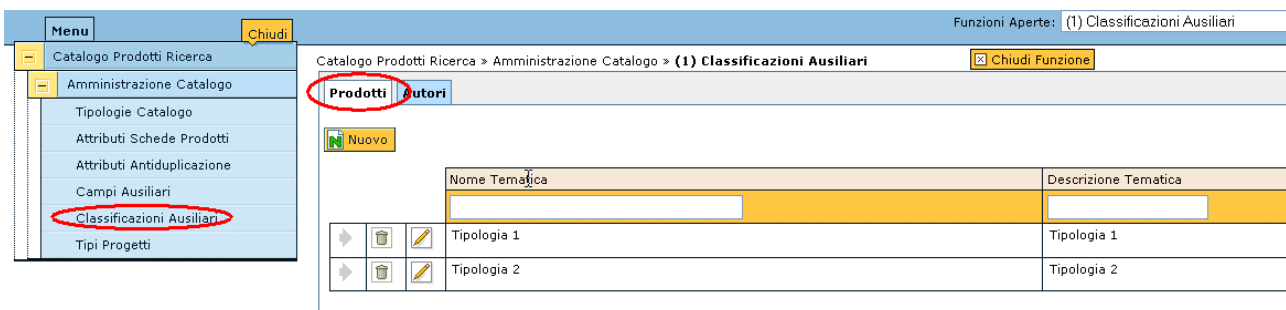 Funzioni Aperte: (1) Classificazioni Ausiliari
Menu Chiudi
Catalogo Prodotti Ricerca
Amministrazione Catalogo
Tipologie Catalogo
Attributi Schede Prodotti
Attributi Antiduplicazione
Campi Ausiliari
Classificazioni Ausiliari
Tipi Progetti
Catalogo Prodotti Ricerca » Amministrazione Catalogo » (1) Classificazioni Ausiliari Chiudi Funzione
Prodotti Autori
Nuovo
Nome Tematica Descrizione Tematica
Tipologia 1 Tipologia 1
Tipologia 2 Tipologia 2